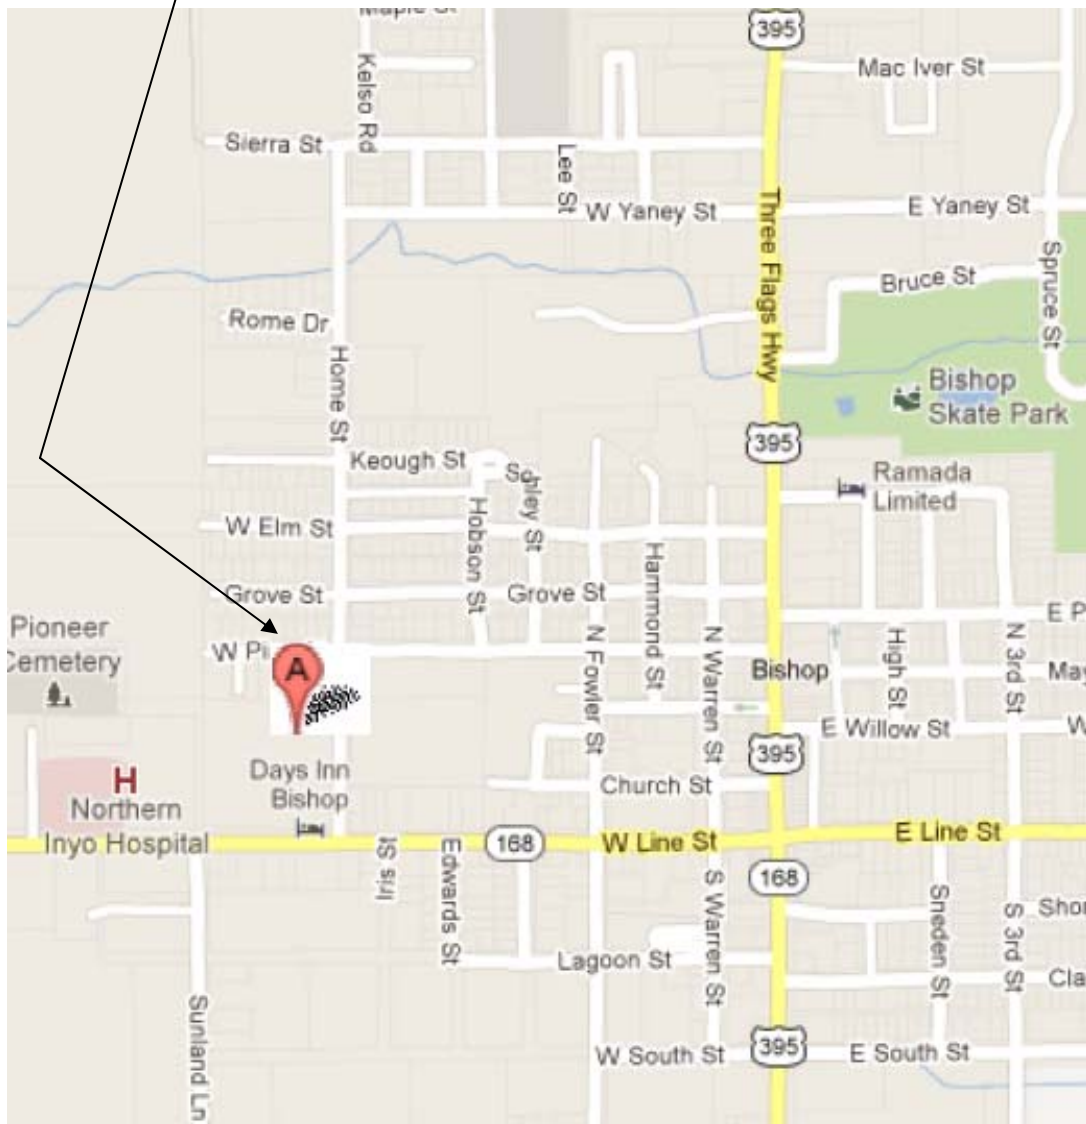 395
Mac Iver St
Kelso Rd
Sierra St
Lee St
W Yaney St
E Yaney St
Three Flags Hwy
Spruce St
Bruce St
Rome Dr
Home St
Bishop
Skate Park
395
Keough St
Ramada
Limited
W Elm St
Hobson St
Hammond St
Grove St
Grove St
Pioneer
Cemetery
W Pi
A
N Fowler St
N Warren St
Bishop
High St
N 3rd St
E P
May
E Willow St
W
395
Days Inn
Bishop
H
Northern
Inyo Hospital
Church St
168
W Line St
E Line St
Iris St
Edwards St
168
S Warren St
Sneden St
S 3rd St
Shor
Lagoon St
Cla
Sunland Ln
W South St
395
E South St